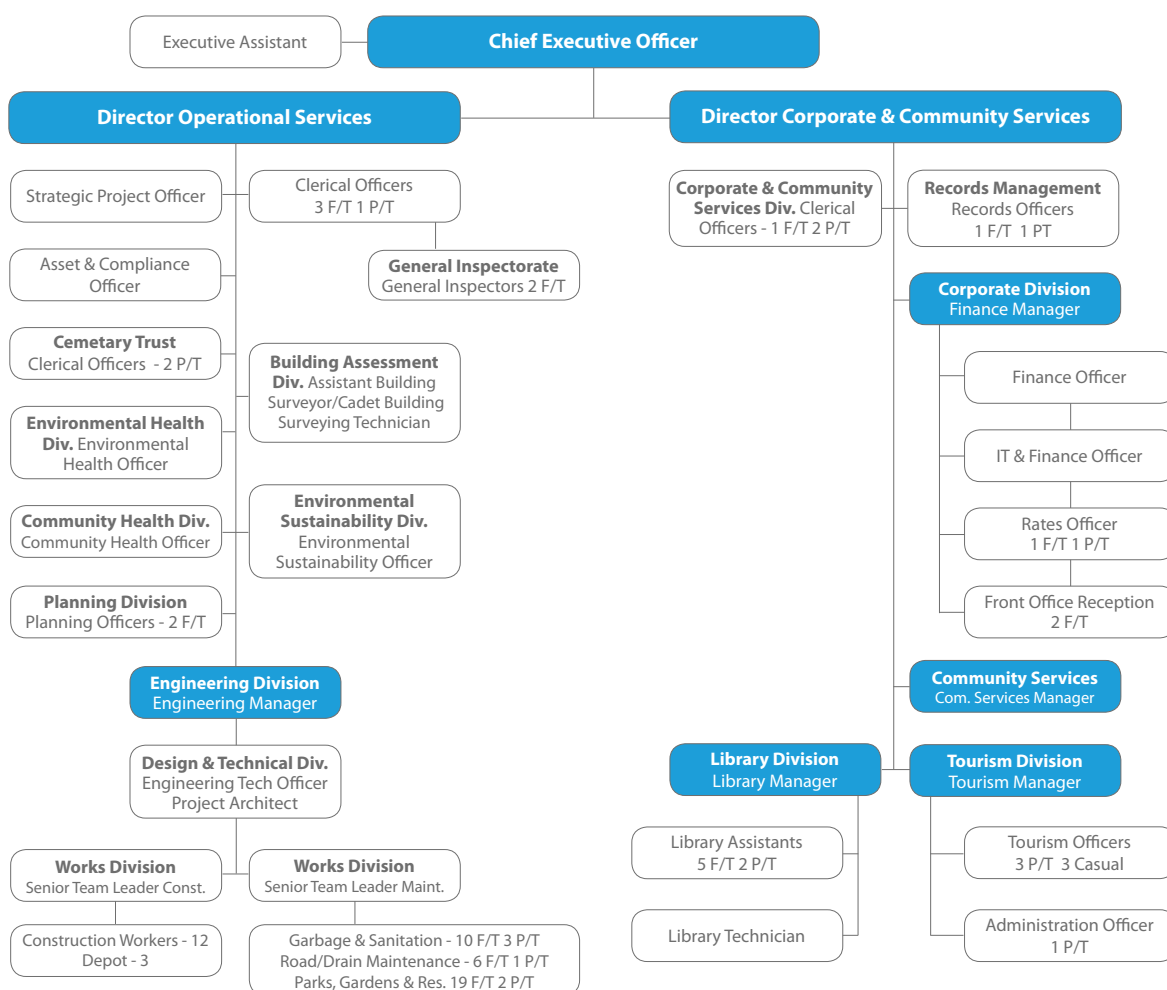 Executive Assistant
Chief Executive Officer
Director Operational Services
Director Corporate & Community Services
Strategic Project Officer
Clerical Officers
3 F/T 1 P/T
Corporate & Community
Services Div. Clerical
Officers - 1 F/T 2 P/T
Records Management
Records Officers
1 F/T 1 PT
Asset & Compliance
Officer
General Inspectorate
General Inspectors 2 F/T
Corporate Division
Finance Manager
Cemetary Trust
Clerical Officers - 2 P/T
Building Assessment
Div. Assistant Building
Surveyor/Cadet Building
Surveying Technician
Finance Officer
Environmental Health
Div. Environmental
Health Officer
IT & Finance Officer
Community Health Div.
Community Health Officer
Environmental
Sustainability Div.
Environmental
Sustainability Officer
Rates Officer
1 F/T 1 P/T
Planning Division
Planning Officers - 2 F/T
Front Office Reception
2 F/T
Engineering Division
Engineering Manager
Community Services
Com. Services Manager
Design & Technical Div.
Engineering Tech Officer
Project Architect
Library Division
Library Manager
Tourism Division
Tourism Manager
Works Division
Senior Team Leader Const.
Works Division
Senior Team Leader Maint.
Library Assistants
5 F/T 2 P/T
Tourism Officers
3 P/T 3 Casual
Construction Workers - 12
Depot - 3
Garbage & Sanitation - 10 F/T 3 P/T
Road/Drain Maintenance - 6 F/T 1 P/T
Parks, Gardens & Res. 19 F/T 2 P/T
Library Technician
Administration Officer
1 P/T